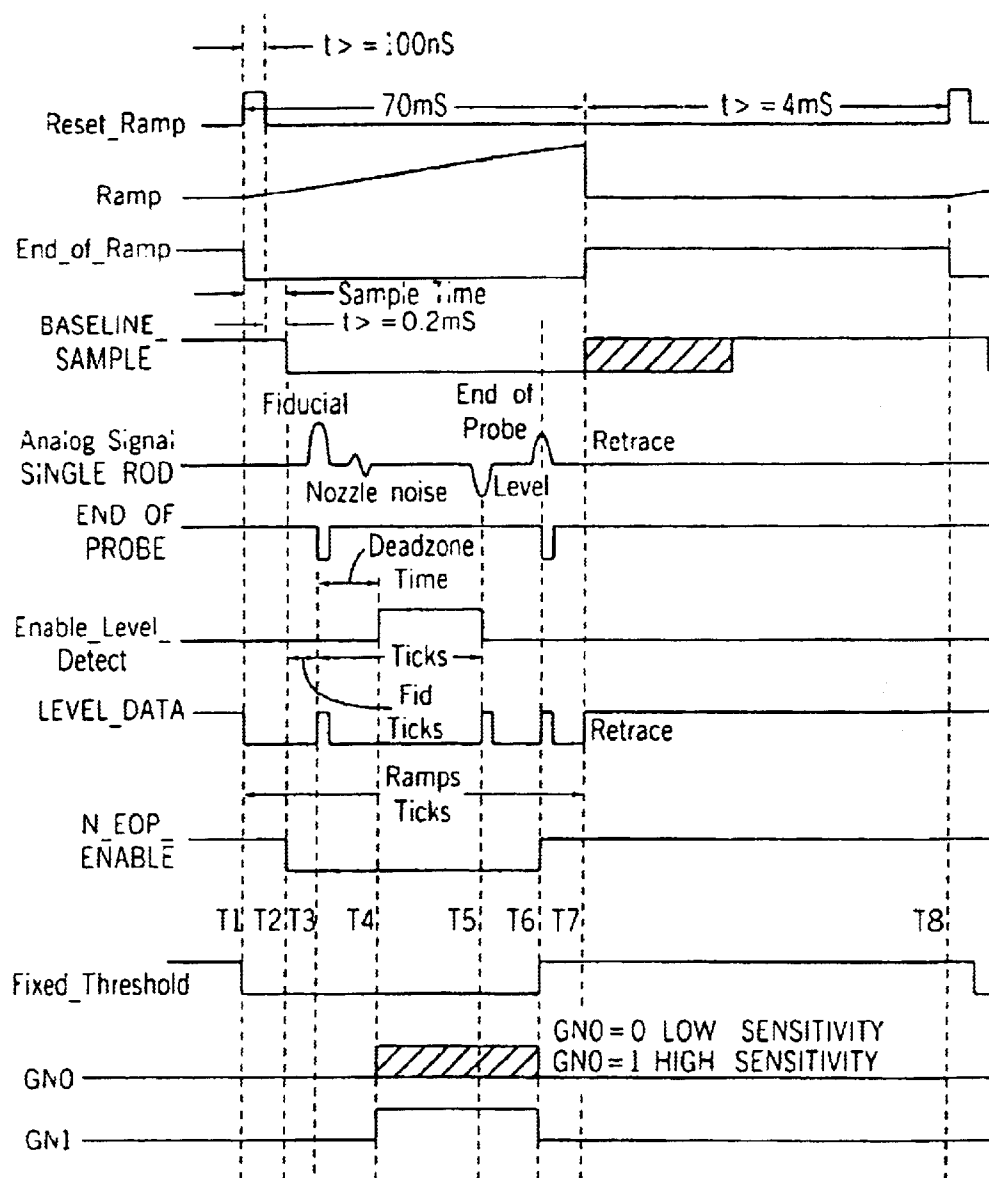 t > = 100nS
70mS
t > = 4mS
Reset_Ramp
Ramp
End_of_Ramp
Sample Time
t > = 0.2mS
BASELINE_
SAMPLE
Fiducial
End of
Probe
Analog Signal
SINGLE ROD
Retrace
Nozzle noise
Level
END OF
PROBE
Deadzone
Time
Enable_Level_
Detect
Ticks
Fid
Ticks
LEVEL_DATA
Retrace
Ramps
Ticks
N_EOP_
ENABLE
T1 T2 T3 T4 T5 T6 T7 T8
Fixed_Threshold
GN0=0 LOW SENSITIVITY
GN0=1 HIGH SENSITIVITY
GN0
GN1